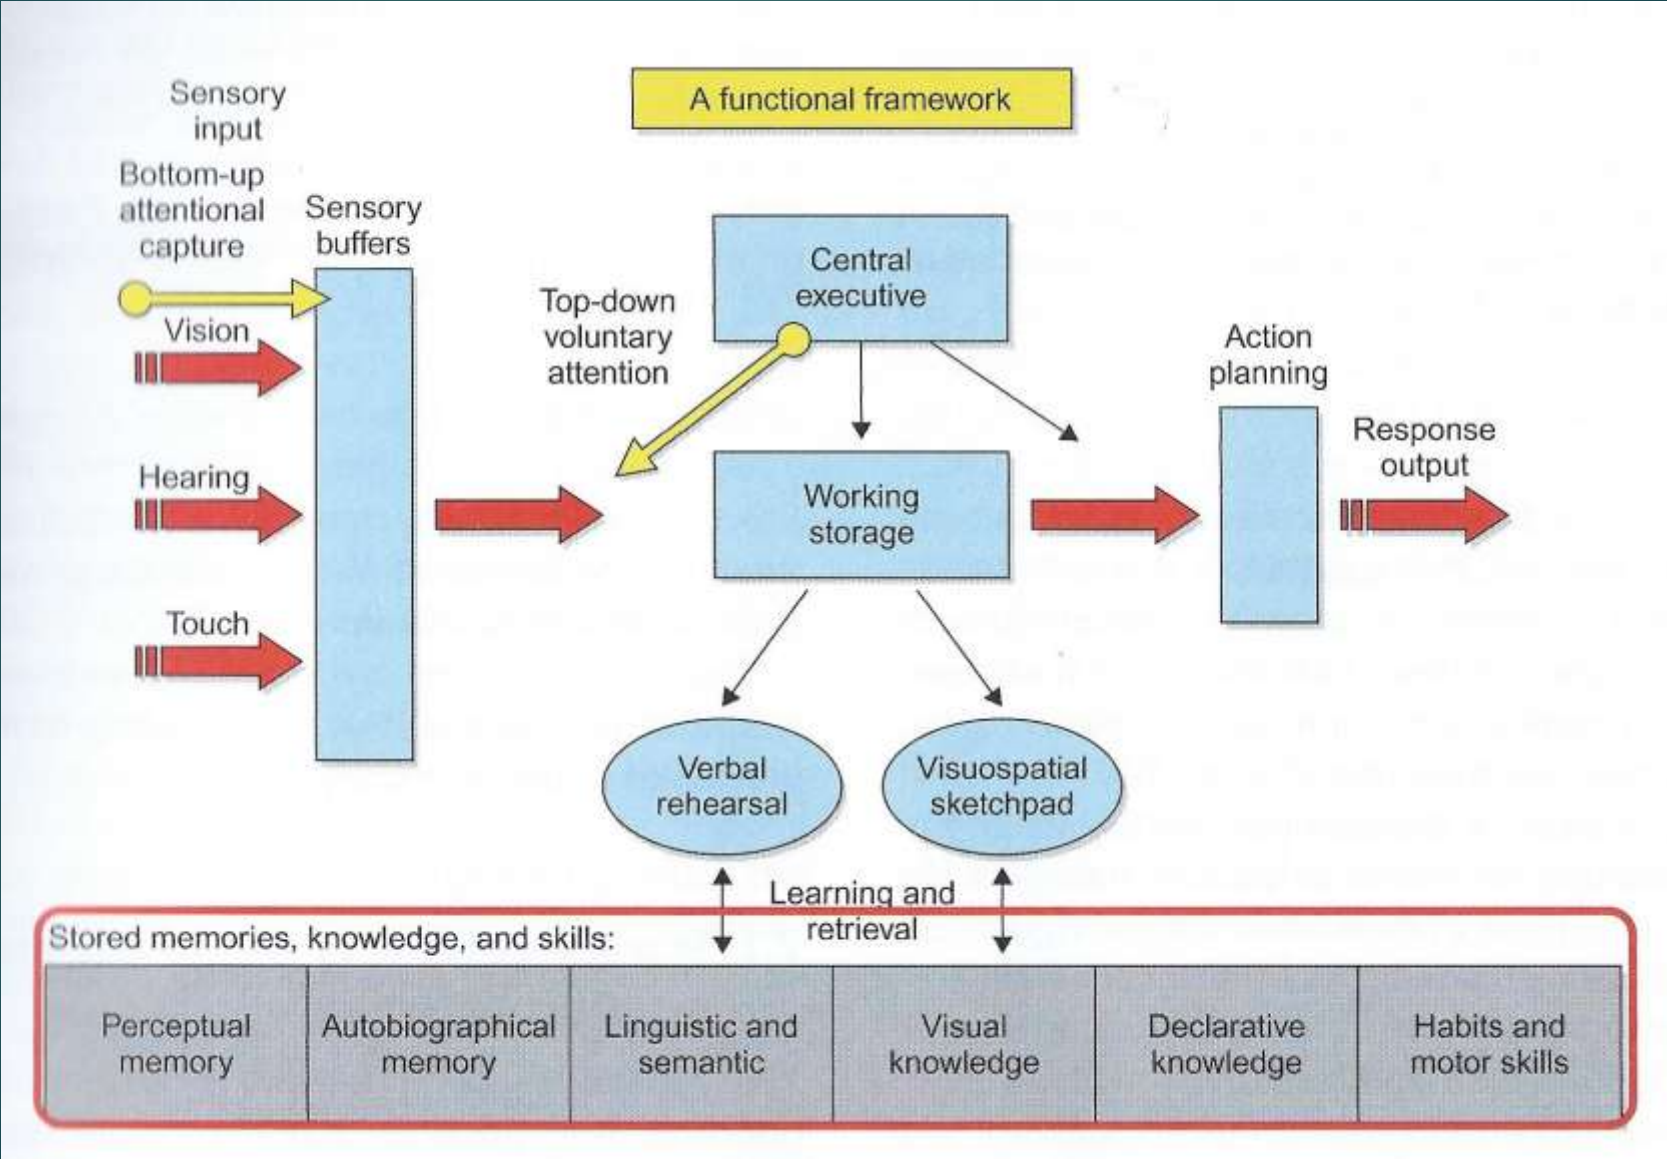 A functional framework
Sensory
input
Bottom-up
attentional
capture
Sensory
buffers
Vision
Hearing
Touch
Top-down
voluntary
attention
Central
executive
Working
storage
Action
planning
Response
output
Verbal
rehearsal
Visuospatial
sketchpad
Learning and
retrieval
Stored memories, knowledge, and skills:
Perceptual
memory
Autobiographical
memory
Linguistic and
semantic
Visual
knowledge
Declarative
knowledge
Habits and
motor skills